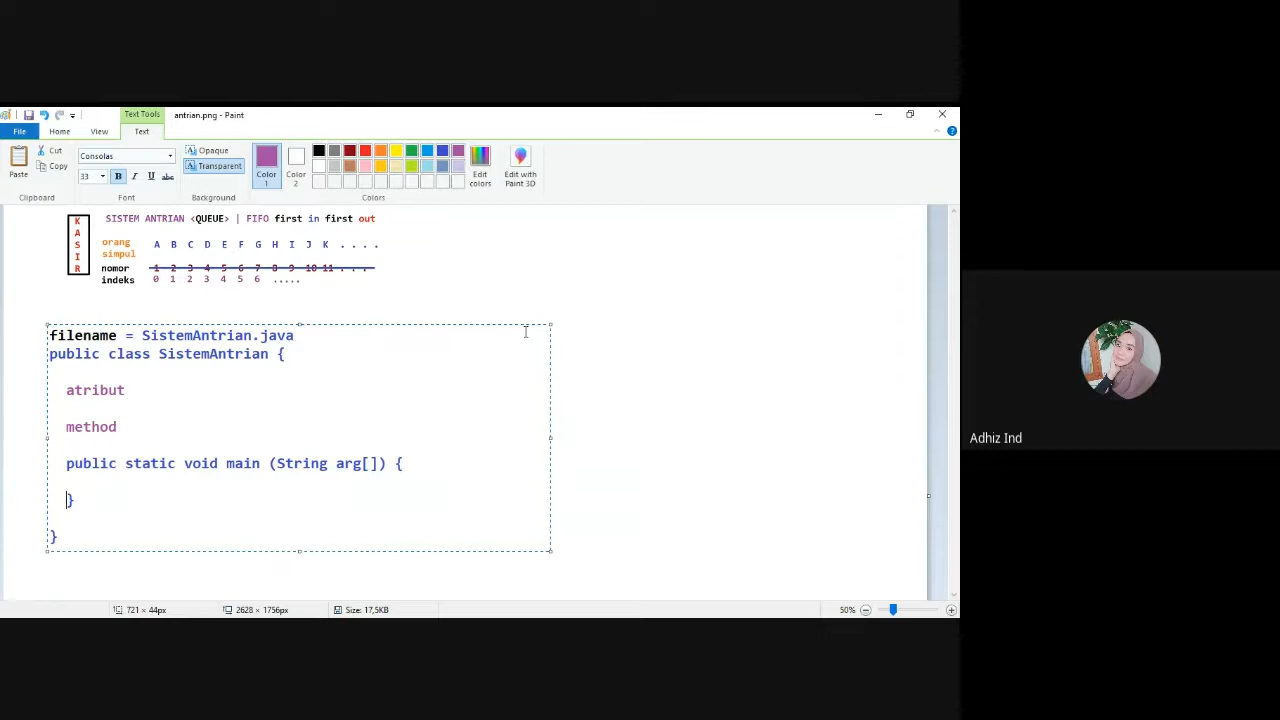 Text Tools
antrian.png - Paint
File
Home
View
Text
Paste
Cut
Copy
Clipboard
Consolas
33
B
I
U
abc
Font
Opaque
Transparent
Background
Color 1
Color 2
Edit colors
Edit with Paint 3D
Colors
KASIR
SISTEM ANTRIAN <QUEUE> | FIFO first in first out
orang
simpul A B C D E F G H I J K . . . .
nomor 1 2 3 4 5 6 7 8 9 10 11 . . .
indeks 0 1 2 3 4 5 6 .....
filename = SistemAntrian.java
public class SistemAntrian {
atribut
method
public static void main (String arg[]) {
}
}
721 × 44px
2628 × 1756px
Size: 17,5KB
50%
Adhiz Ind